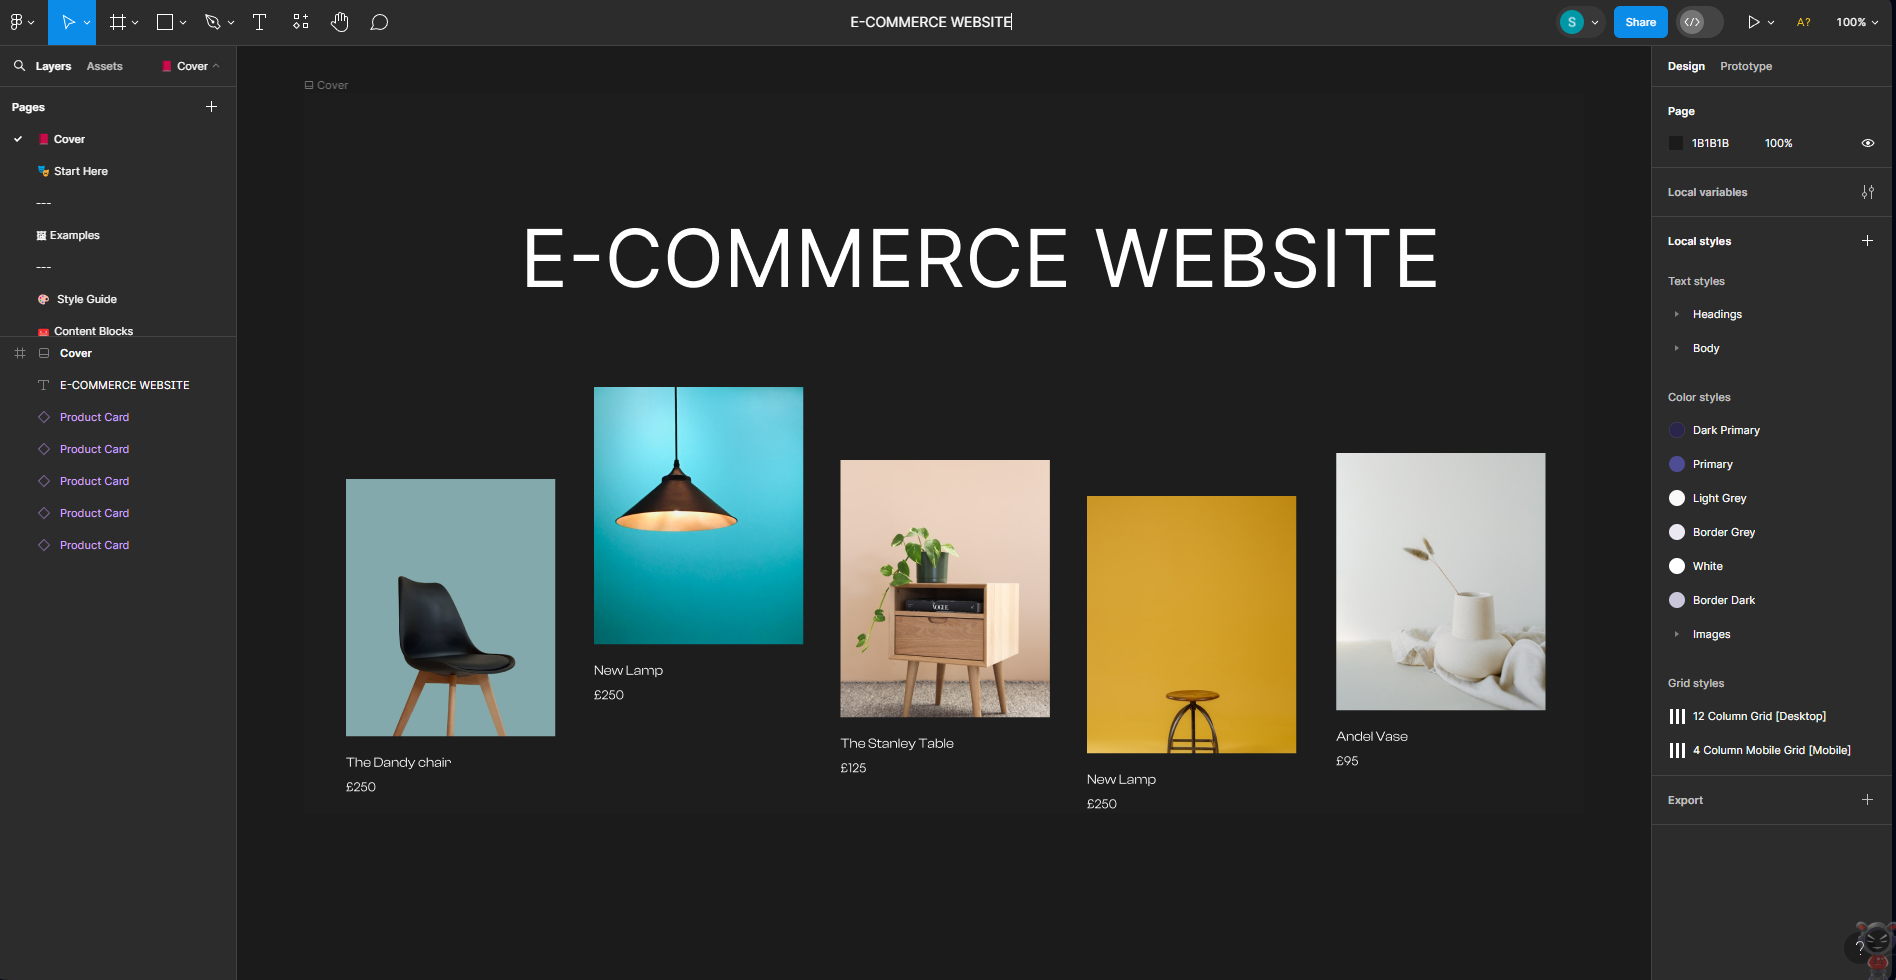 E-COMMERCE WEBSITE
S
Share
A?
100%
Layers
Assets
Cover
Pages
Cover
Start Here
---
Examples
---
Style Guide
Content Blocks
Cover
E-COMMERCE WEBSITE
Product Card
Product Card
Product Card
Product Card
Product Card
Cover
E-COMMERCE WEBSITE
The Dandy chair
£250
New Lamp
£250
VOGUE
The Stanley Table
£125
New Lamp
£250
Andel Vase
£95
Design
Prototype
Page
1B1B1B
100%
Local variables
Local styles
Text styles
Headings
Body
Color styles
Dark Primary
Primary
Light Grey
Border Grey
White
Border Dark
Images
Grid styles
12 Column Grid [Desktop]
4 Column Mobile Grid [Mobile]
Export
?